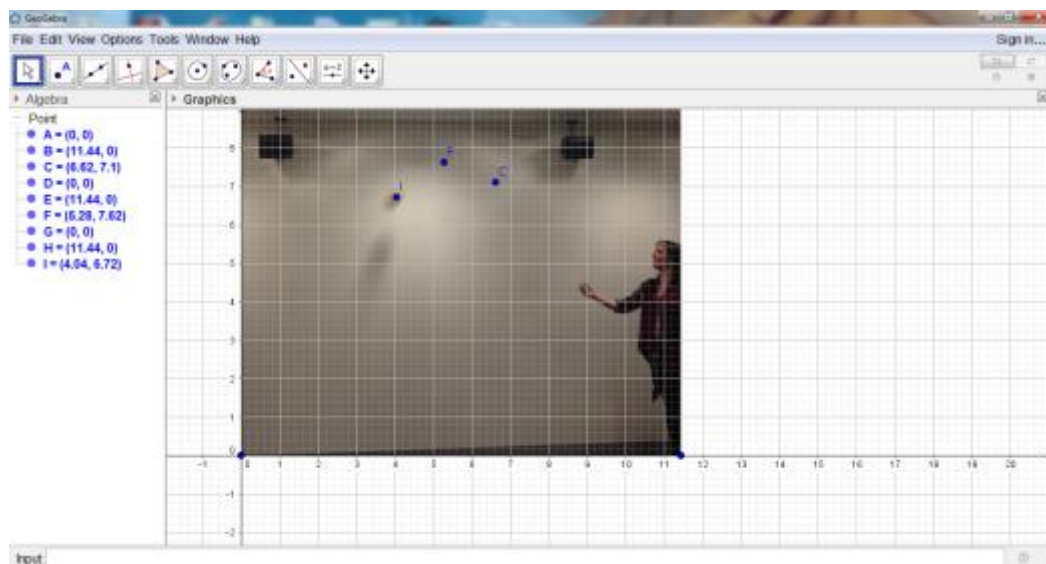 GeoGebra
File Edit View Options Tools Window Help
Sign in...
A
a=2
Algebra
Graphics
Point
A = (0, 0)
B = (11.44, 0)
C = (6.62, 7.1)
D = (0, 0)
E = (11.44, 0)
F = (5.28, 7.62)
G = (0, 0)
H = (11.44, 0)
I = (4.04, 6.72)
8
F
C
7
I
6
5
4
3
2
1
0
-1 0 1 2 3 4 5 6 7 8 9 10 11 12 13 14 15 16 17 18 19 20
-1
-2
Input: